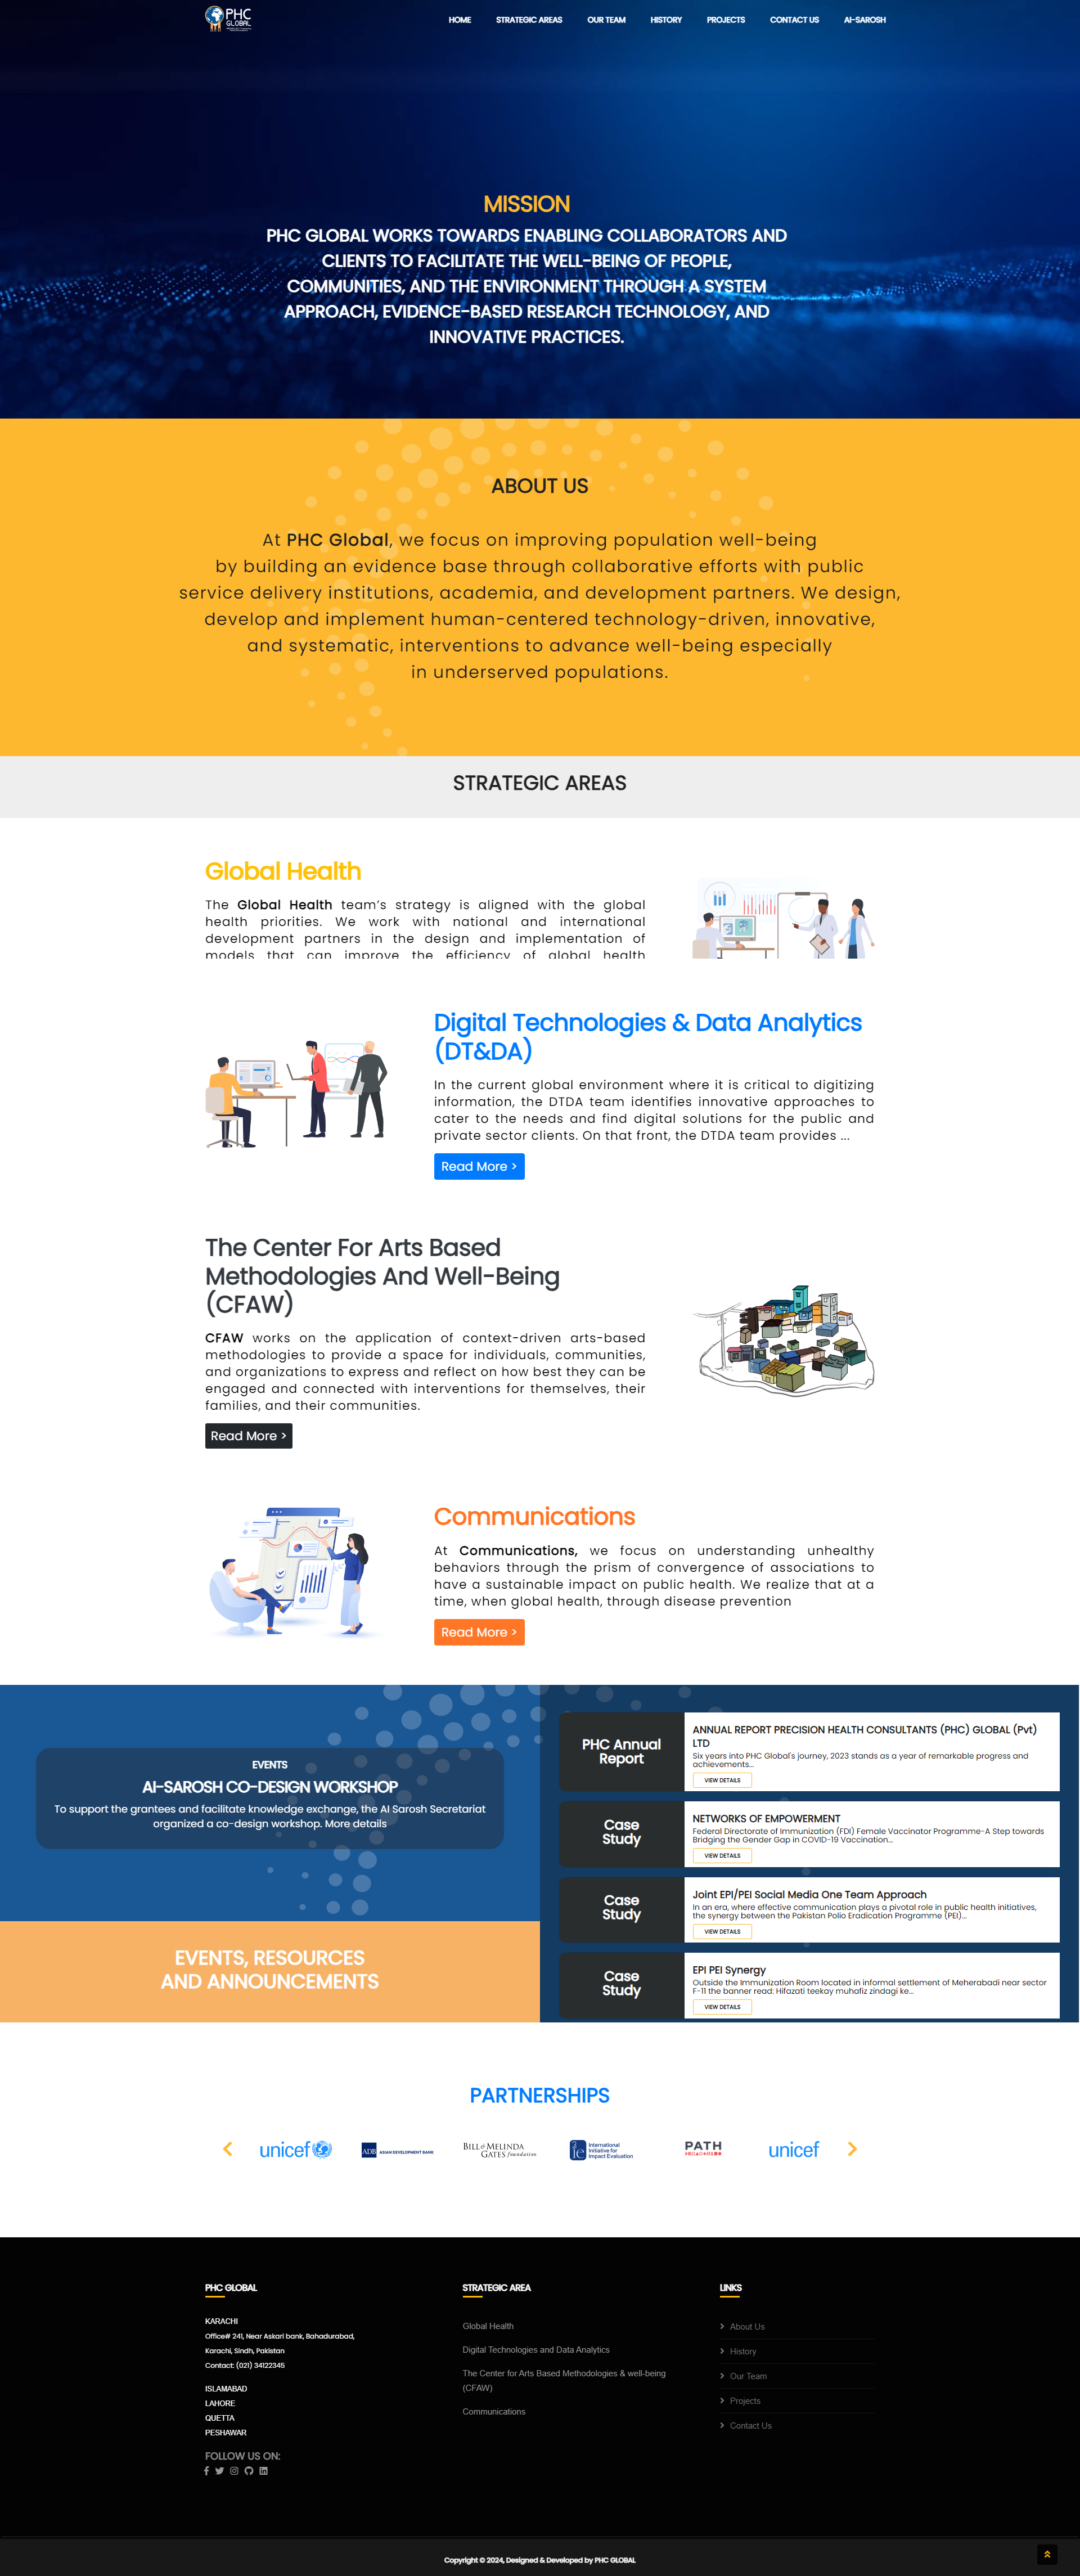 PHC
GLOBAL
HOME
STRATEGIC AREAS
OUR TEAM
HISTORY
PROJECTS
CONTACT US
AI-SAROSH
MISSION
PHC GLOBAL WORKS TOWARDS ENABLING COLLABORATORS AND
CLIENTS TO FACILITATE THE WELL-BEING OF PEOPLE,
COMMUNITIES, AND THE ENVIRONMENT THROUGH A SYSTEM
APPROACH, EVIDENCE-BASED RESEARCH TECHNOLOGY, AND
INNOVATIVE PRACTICES.
ABOUT US
At PHC Global, we focus on improving population well-being
by building an evidence base through collaborative efforts with public
service delivery institutions, academia, and development partners. We design,
develop and implement human-centered technology-driven, innovative,
and systematic, interventions to advance well-being especially
in underserved populations.
STRATEGIC AREAS
Global Health
The Global Health team's strategy is aligned with the global
health priorities. We work with national and international
development partners in the design and implementation of
models that can improve the efficiency of global health
Digital Technologies & Data Analytics
(DT&DA)
In the current global environment where it is critical to digitizing
information, the DTDA team identifies innovative approaches to
cater to the needs and find digital solutions for the public and
private sector clients. On that front, the DTDA team provides ...
Read More >
The Center For Arts Based
Methodologies And Well-Being
(CFAW)
CFAW works on the application of context-driven arts-based
methodologies to provide a space for individuals, communities,
and organizations to express and reflect on how best they can be
engaged and connected with interventions for themselves, their
families, and their communities.
Read More >
Communications
At Communications, we focus on understanding unhealthy
behaviors through the prism of convergence of associations to
have a sustainable impact on public health. We realize that at a
time, when global health, through disease prevention
Read More >
EVENTS
AI-SAROSH CO-DESIGN WORKSHOP
To support the grantees and facilitate knowledge exchange, the AI Sarosh Secretariat
organized a co-design workshop. More details
EVENTS, RESOURCES
AND ANNOUNCEMENTS
PHC Annual
Report
ANNUAL REPORT PRECISION HEALTH CONSULTANTS (PHC) GLOBAL (Pvt)
LTD
Six years into PHC Global's journey, 2023 stands as a year of remarkable progress and
achievements...
VIEW DETAILS
Case
Study
NETWORKS OF EMPOWERMENT
Federal Directorate of Immunization (FDI) Female Vaccinator Programme-A Step towards
Bridging the Gender Gap in COVID-19 Vaccination...
VIEW DETAILS
Case
Study
Joint EPI/PEI Social Media One Team Approach
In an era, where effective communication plays a pivotal role in public health initiatives,
the synergy between the Pakistan Polio Eradication Programme (PEI)...
VIEW DETAILS
Case
Study
EPI PEI Synergy
Outside the Immunization Room located in informal settlement of Meherabadi near sector
F-11 the banner read: Hifazati teekay muhafiz zindagi ke...
VIEW DETAILS
PARTNERSHIPS
unicef
ADB ASIAN DEVELOPMENT BANK
BILL & MELINDA
GATES foundation
3ie International
Initiative for
Impact Evaluation
PATH
unicef
PHC GLOBAL
KARACHI
Office# 241, Near Askari bank, Bahadurabad,
Karachi, Sindh, Pakistan
Contact: (021) 34122345
ISLAMABAD
LAHORE
QUETTA
PESHAWAR
FOLLOW US ON:
STRATEGIC AREA
Global Health
Digital Technologies and Data Analytics
The Center for Arts Based Methodologies & well-being
(CFAW)
Communications
LINKS
About Us
History
Our Team
Projects
Contact Us
Copyright © 2024, Designed & Developed by PHC GLOBAL